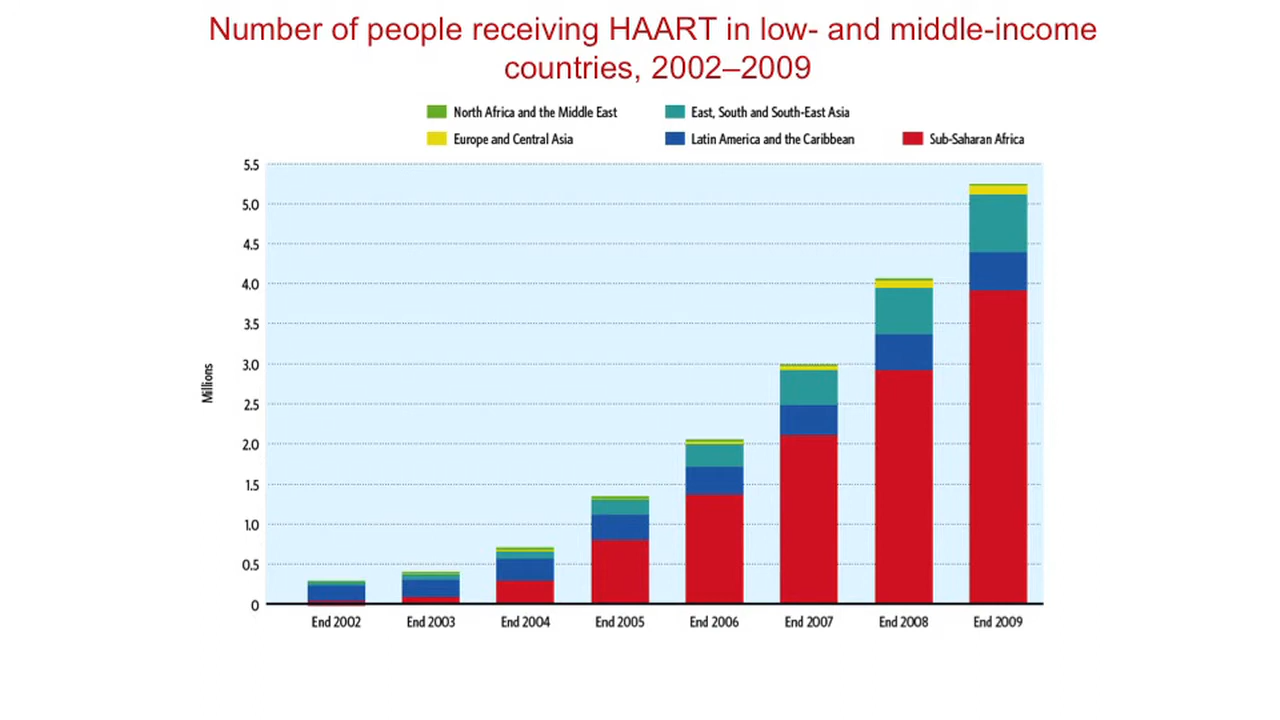 Number of people receiving HAART in low- and middle-income
countries, 2002–2009
North Africa and the Middle East
East, South and South-East Asia
Europe and Central Asia
Latin America and the Caribbean
Sub-Saharan Africa
5.5
5.0
4.5
4.0
3.5
3.0
2.5
2.0
1.5
1.0
0.5
0
Millions
End 2002
End 2003
End 2004
End 2005
End 2006
End 2007
End 2008
End 2009